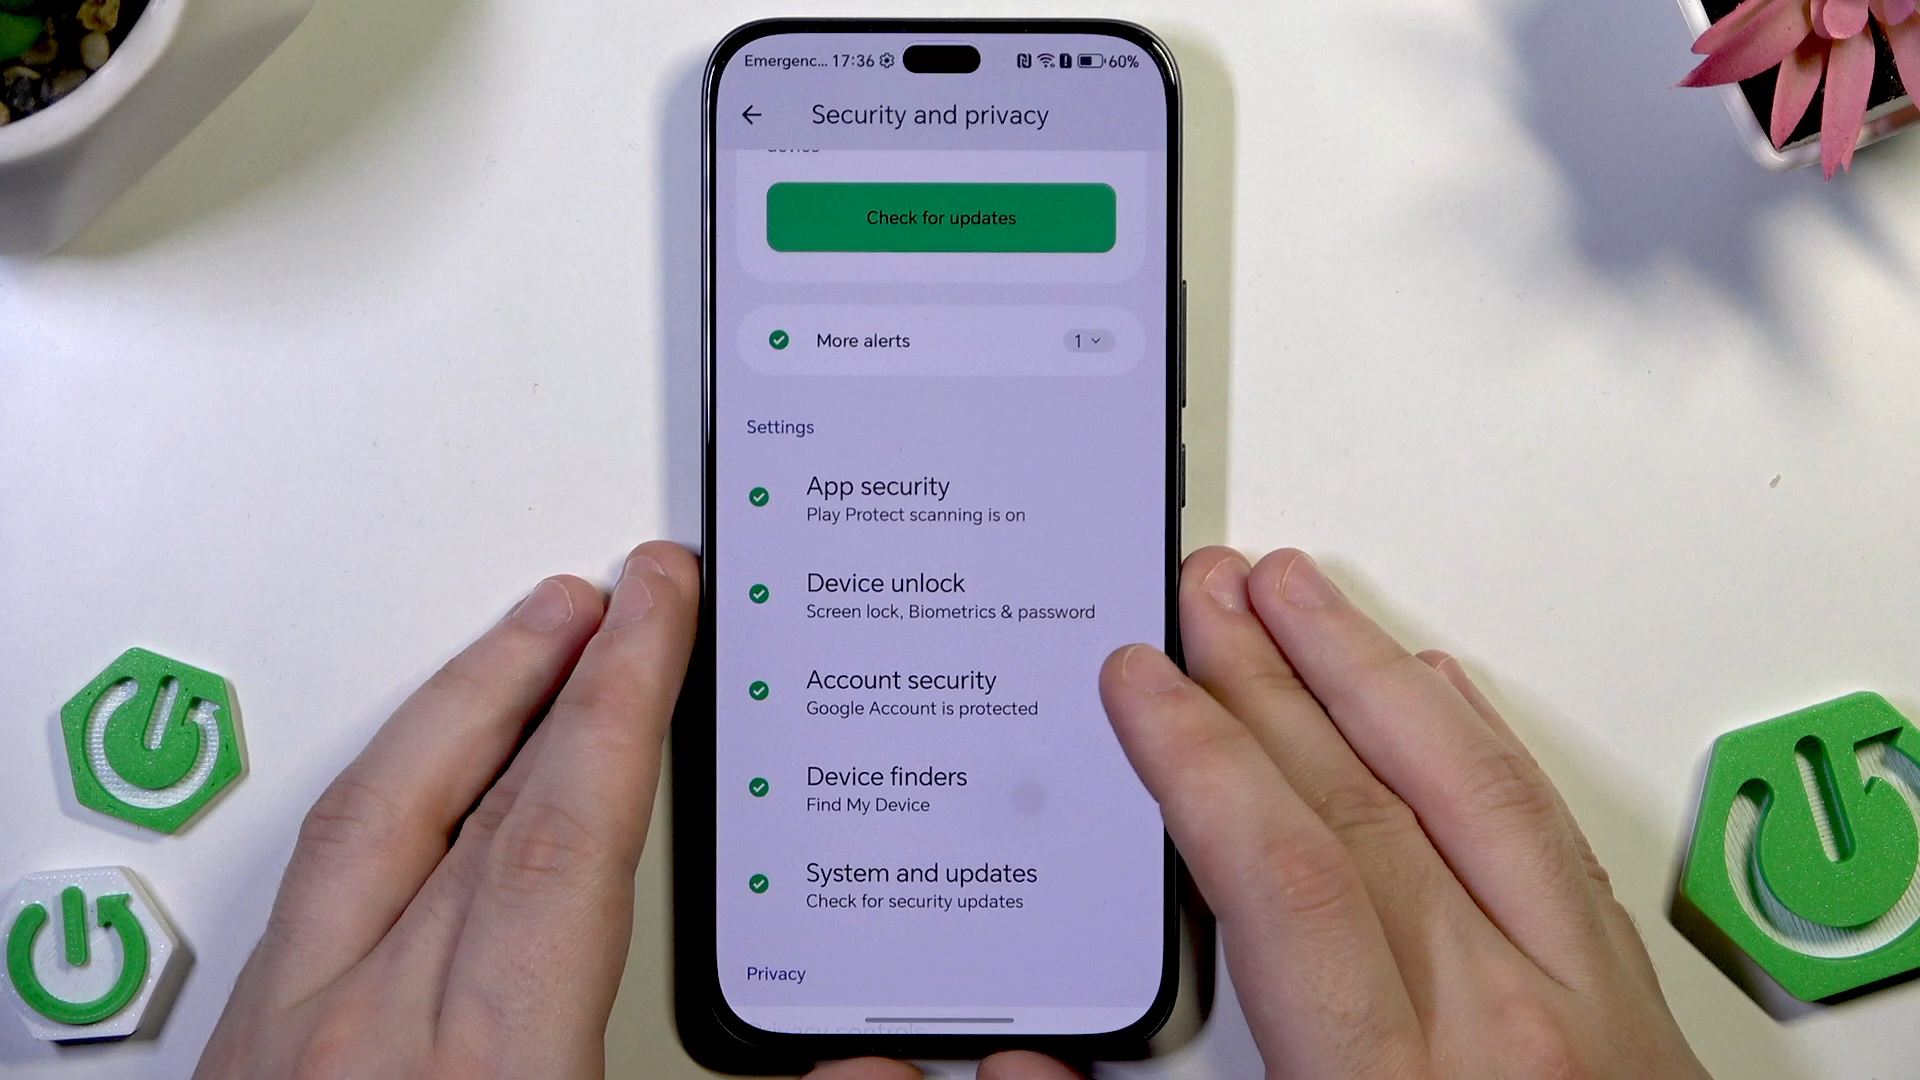 Emergenc... 17:36 60%
Security and privacy
Check for updates
More alerts 1
Settings
App security
Play Protect scanning is on
Device unlock
Screen lock, Biometrics & password
Account security
Google Account is protected
Device finders
Find My Device
System and updates
Check for security updates
Privacy
Privacy controls